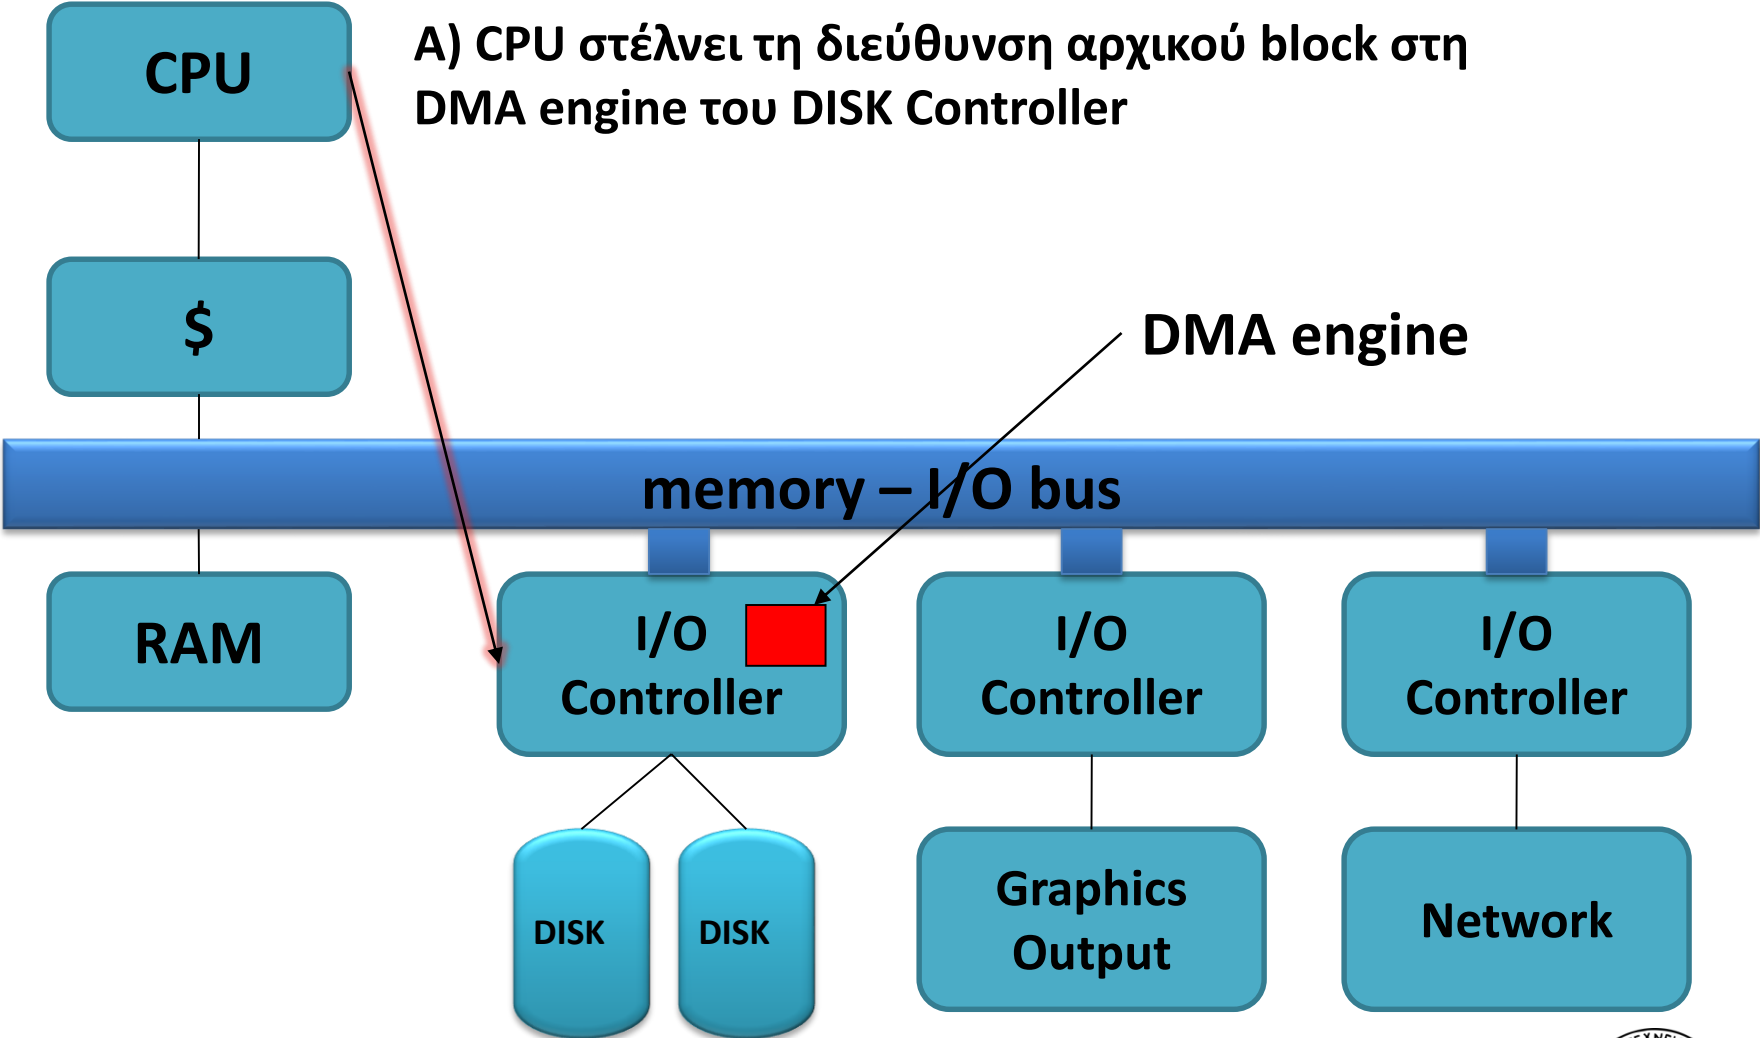 CPU
Α) CPU στέλνει τη διεύθυνση αρχικού block στη
DMA engine του DISK Controller
$
DMA engine
memory – I/O bus
RAM
I/O
Controller
I/O
Controller
I/O
Controller
DISK
DISK
Graphics
Output
Network